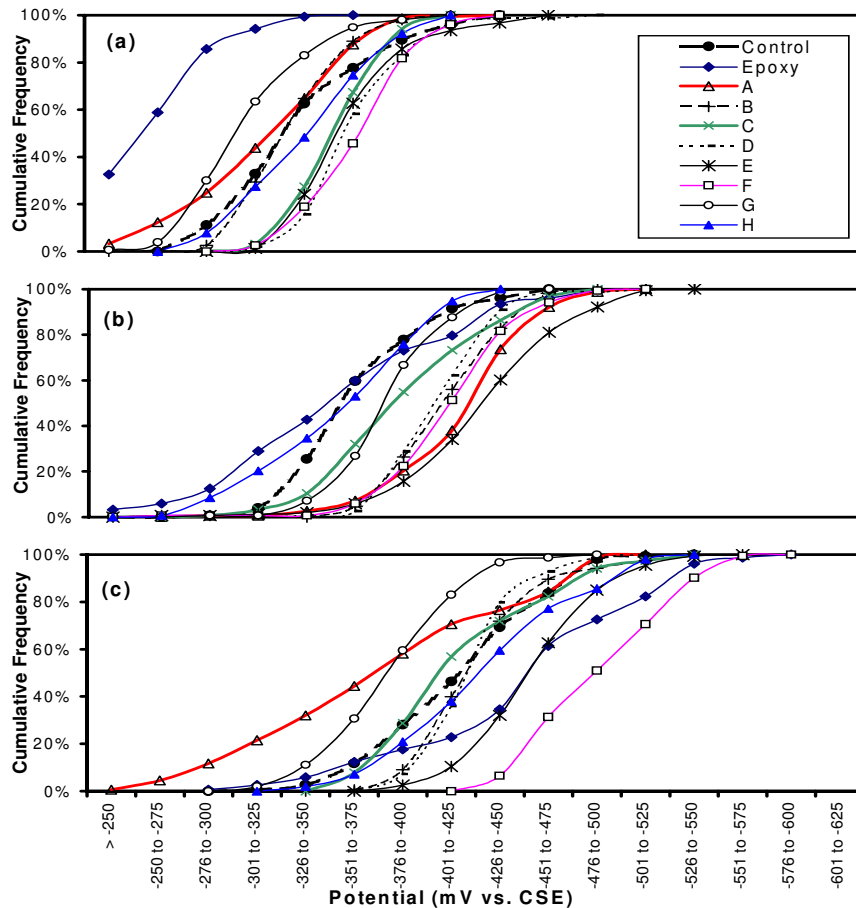 100%
80%
60%
40%
20%
0%
Cumulative Frequency
(a)
Control
Epoxy
A
B
C
D
E
F
G
H
100%
80%
60%
40%
20%
0%
Cumulative Frequency
(b)
100%
80%
60%
40%
20%
0%
Cumulative Frequency
(c)
> -250
-250 to -275
-276 to -300
-301 to -325
-326 to -350
-351 to -375
-376 to -400
-401 to -425
-426 to -450
-451 to -475
-476 to -500
-501 to -525
-526 to -550
-551 to -575
-576 to -600
-601 to -625
Potential (mV vs. CSE)